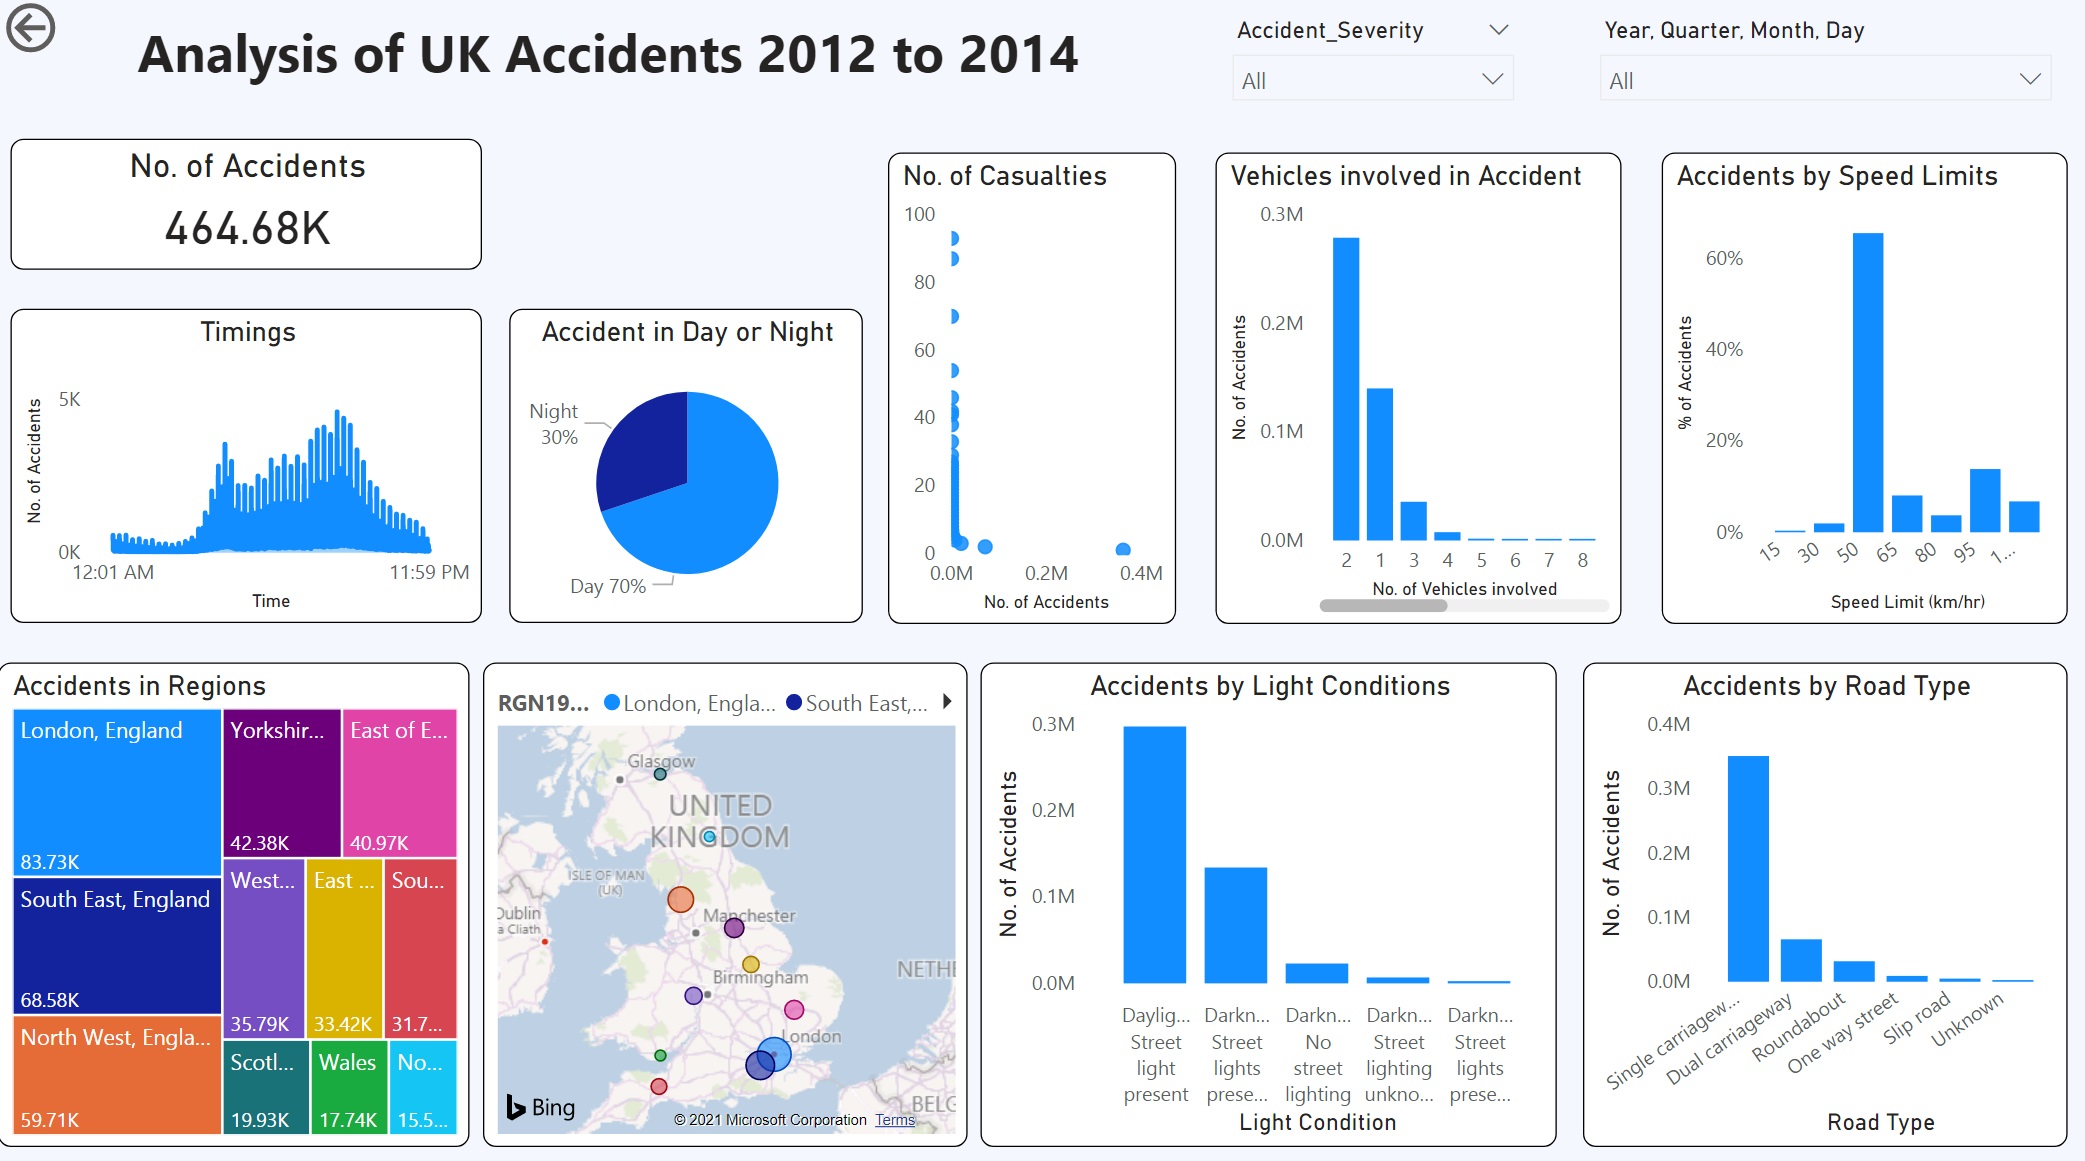 Analysis of UK Accidents 2012 to 2014
Accident_Severity
All
Year, Quarter, Month, Day
All
No. of Accidents
464.68K
Timings
No. of Accidents
5K
0K
12:01 AM
11:59 PM
Time
Accident in Day or Night
Night
30%
Day 70%
No. of Casualties
100
80
60
40
20
0
0.0M
0.2M
0.4M
No. of Accidents
Vehicles involved in Accident
No. of Accidents
0.3M
0.2M
0.1M
0.0M
2 1 3 4 5 6 7 8
No. of Vehicles involved
Accidents by Speed Limits
% of Accidents
60%
40%
20%
0%
15 30 50 65 80 95 1...
Speed Limit (km/hr)
Accidents in Regions
London, England
83.73K
South East, England
68.58K
North West, Engla...
59.71K
Yorkshir...
42.38K
East of E...
40.97K
West...
35.79K
East ...
33.42K
Sou...
31.7...
Scotl...
19.93K
Wales
17.74K
No...
15.5...
RGN19...
London, Engla...
South East,...
Glasgow
UNITED
KINGDOM
ISLE OF MAN
(UK)
Dublin
a Cliath
Manchester
Birmingham
NETHE
London
BELG
Bing
© 2021 Microsoft Corporation Terms
Accidents by Light Conditions
No. of Accidents
0.3M
0.2M
0.1M
0.0M
Daylig...
Street
light
present
Darkn...
Street
lights
prese...
Darkn...
No
street
lighting
Darkn...
Street
lighting
unkno...
Darkn...
Street
lights
prese...
Light Condition
Accidents by Road Type
No. of Accidents
0.4M
0.3M
0.2M
0.1M
0.0M
Single carriagew...
Dual carriageway
Roundabout
One way street
Slip road
Unknown
Road Type